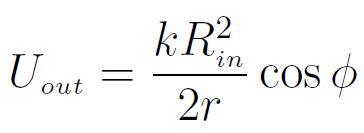 $U_{out} = \frac{kR_{in}^{2}}{2r} \cos \phi$